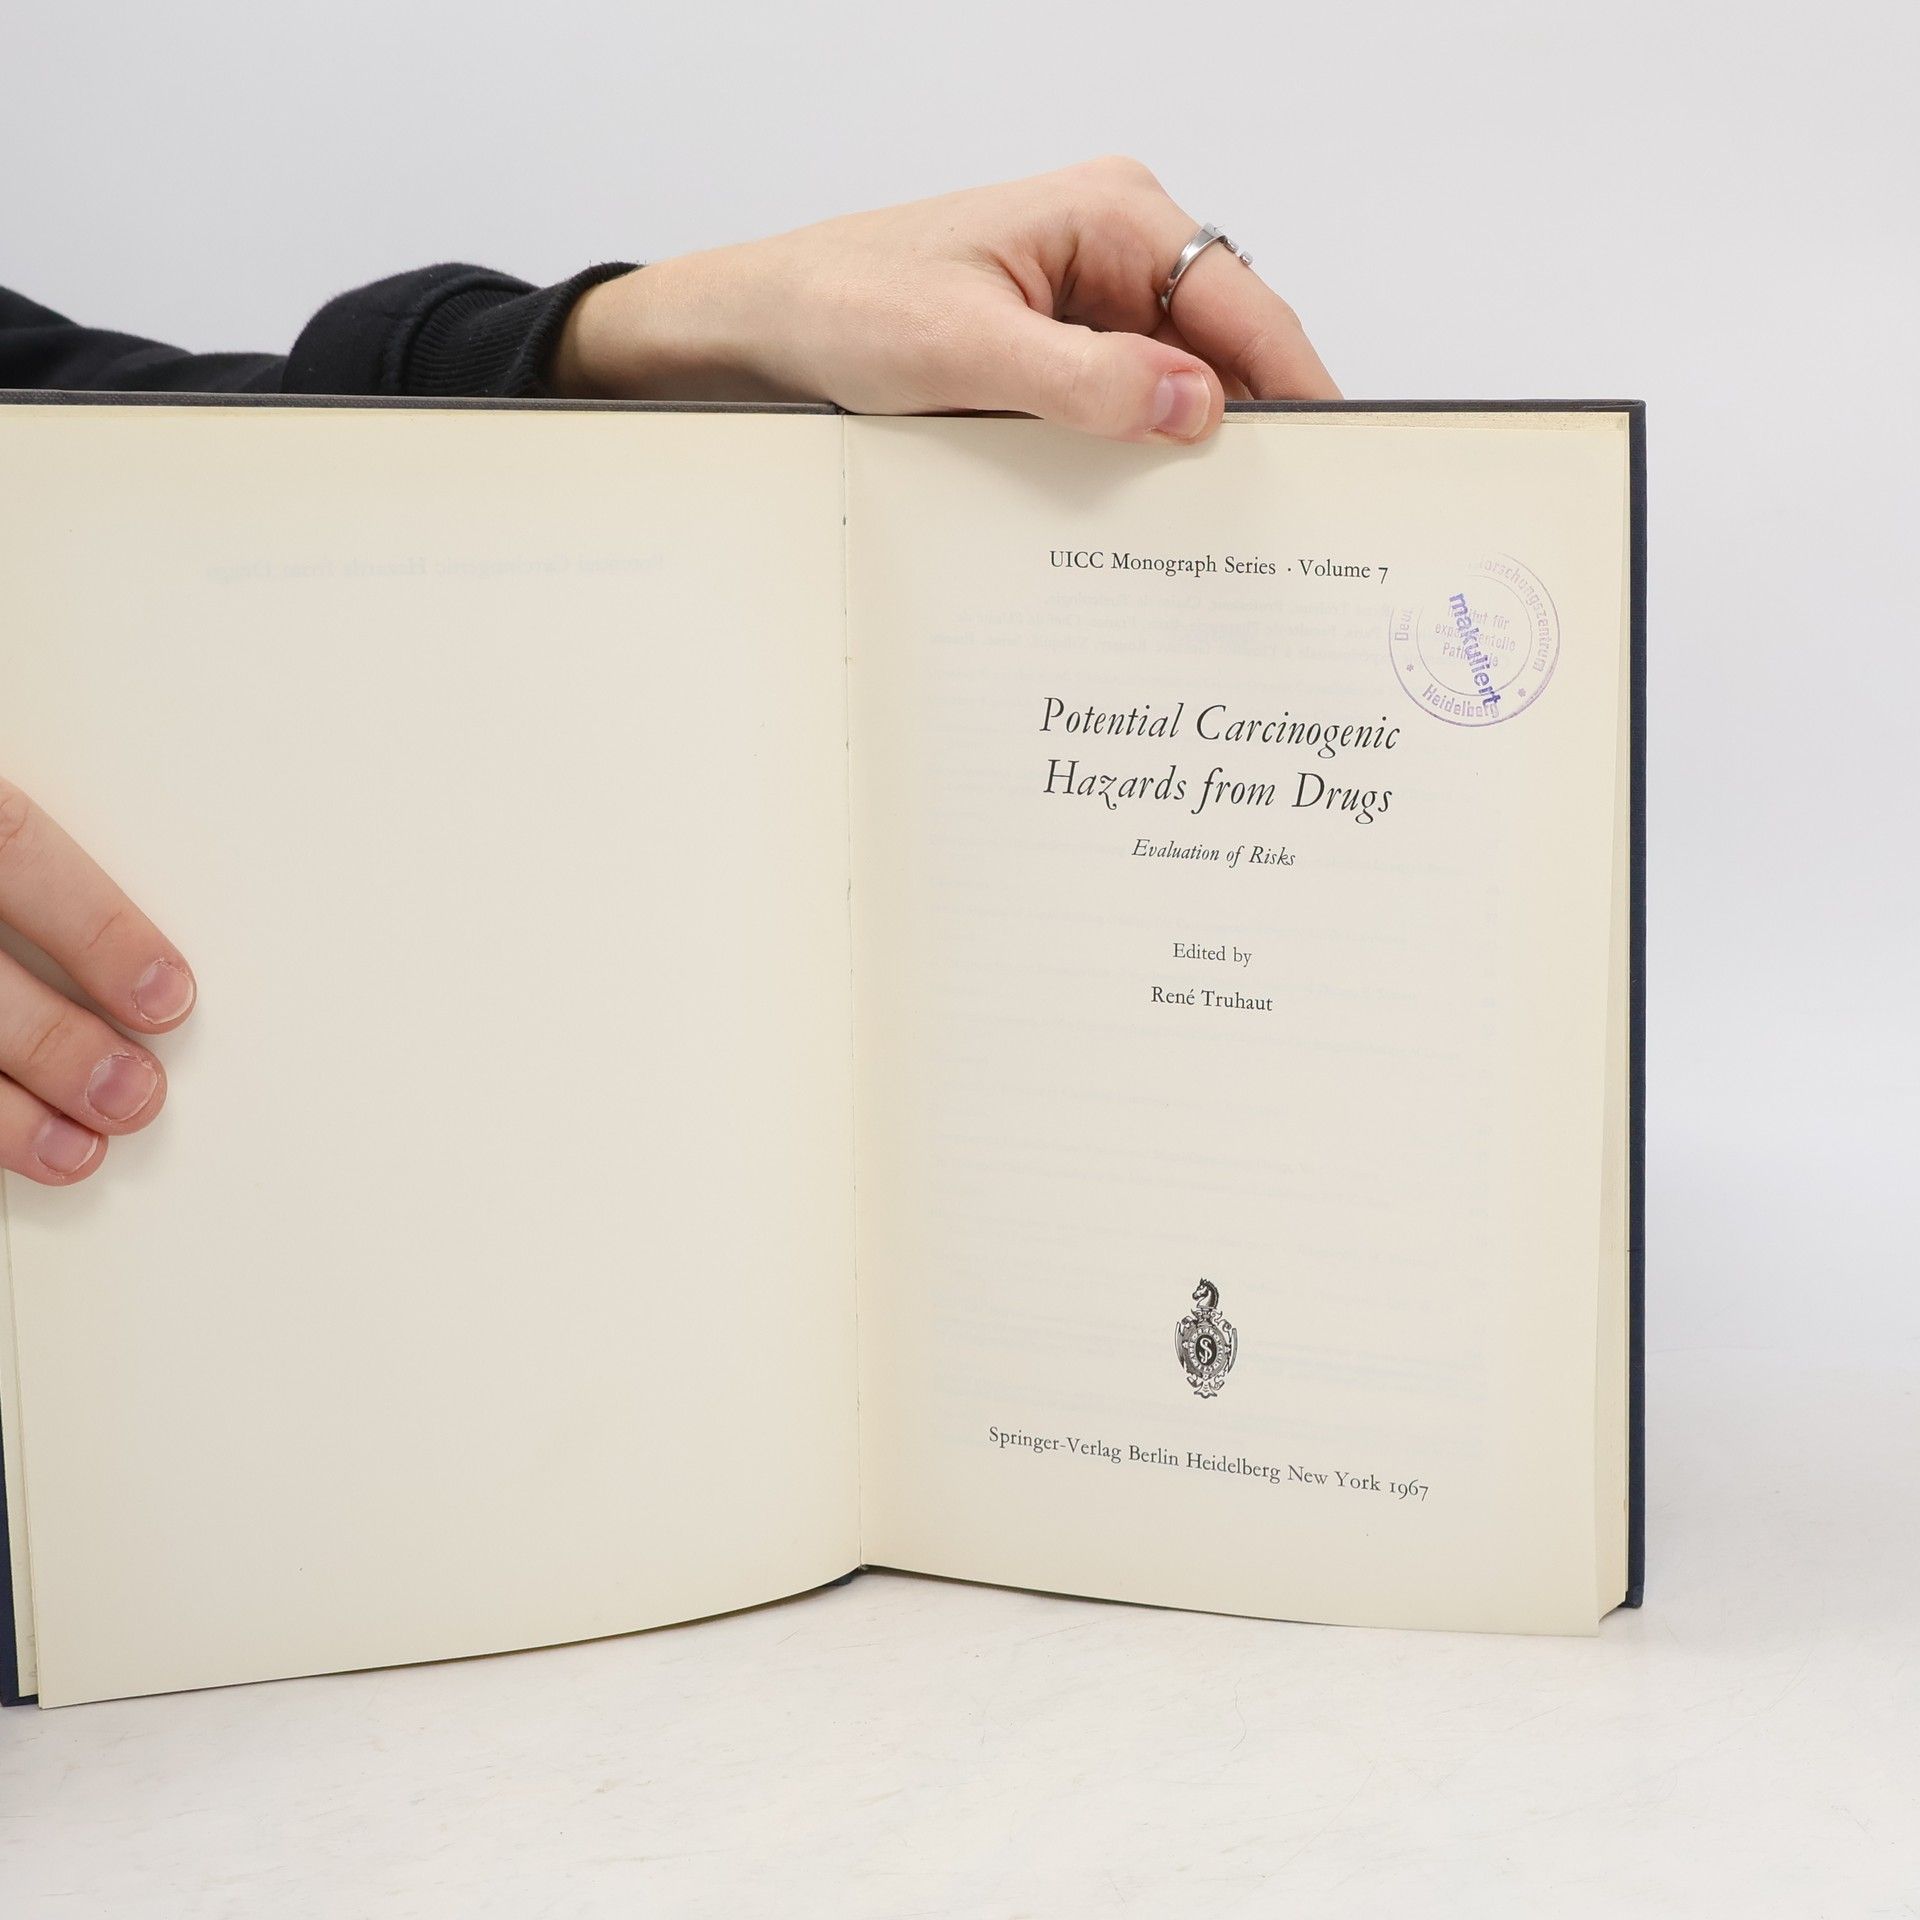 UICC Monograph Series · Volume 7
Potential Carcinogenic
Hazards from Drugs
Evaluation of Risks
Edited by
René Truhaut
Springer-Verlag Berlin Heidelberg New York 1967
makuliert
für
Heidelberg